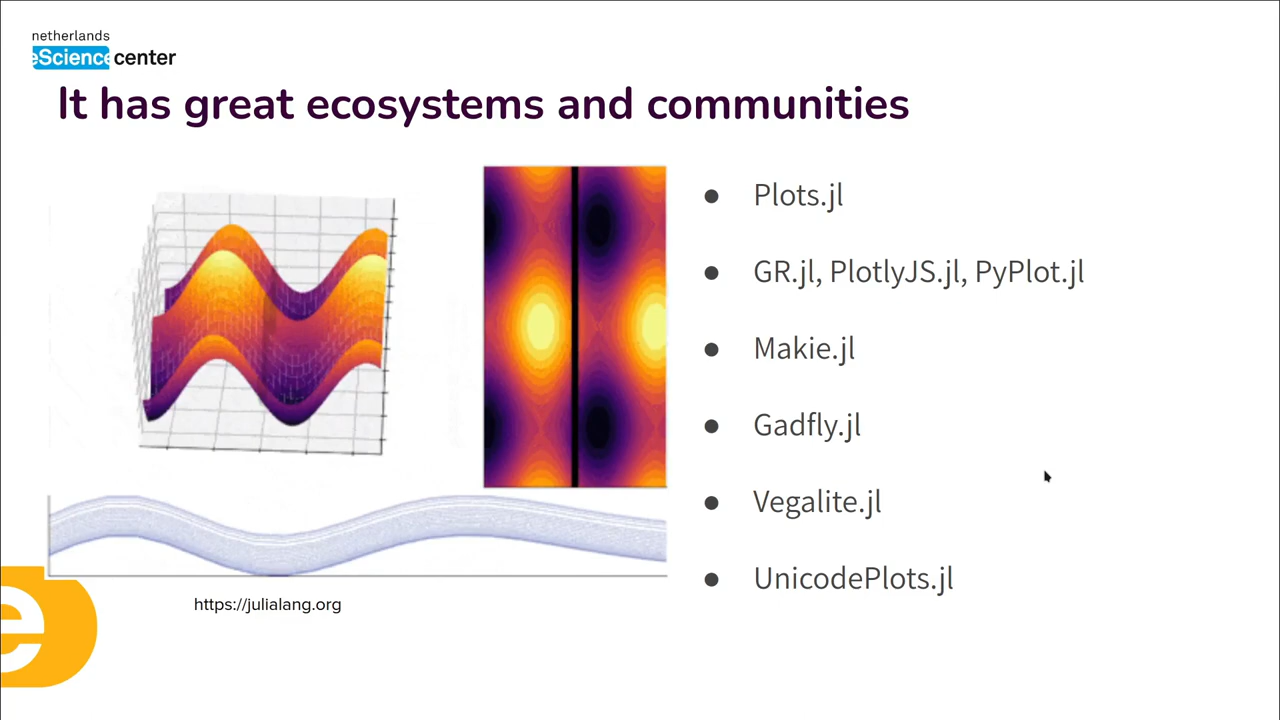 netherlands
eScience center
It has great ecosystems and communities
● Plots.jl
● GR.jl, PlotlyJS.jl, PyPlot.jl
● Makie.jl
● Gadfly.jl
● Vegalite.jl
● UnicodePlots.jl
https://julialang.org
e